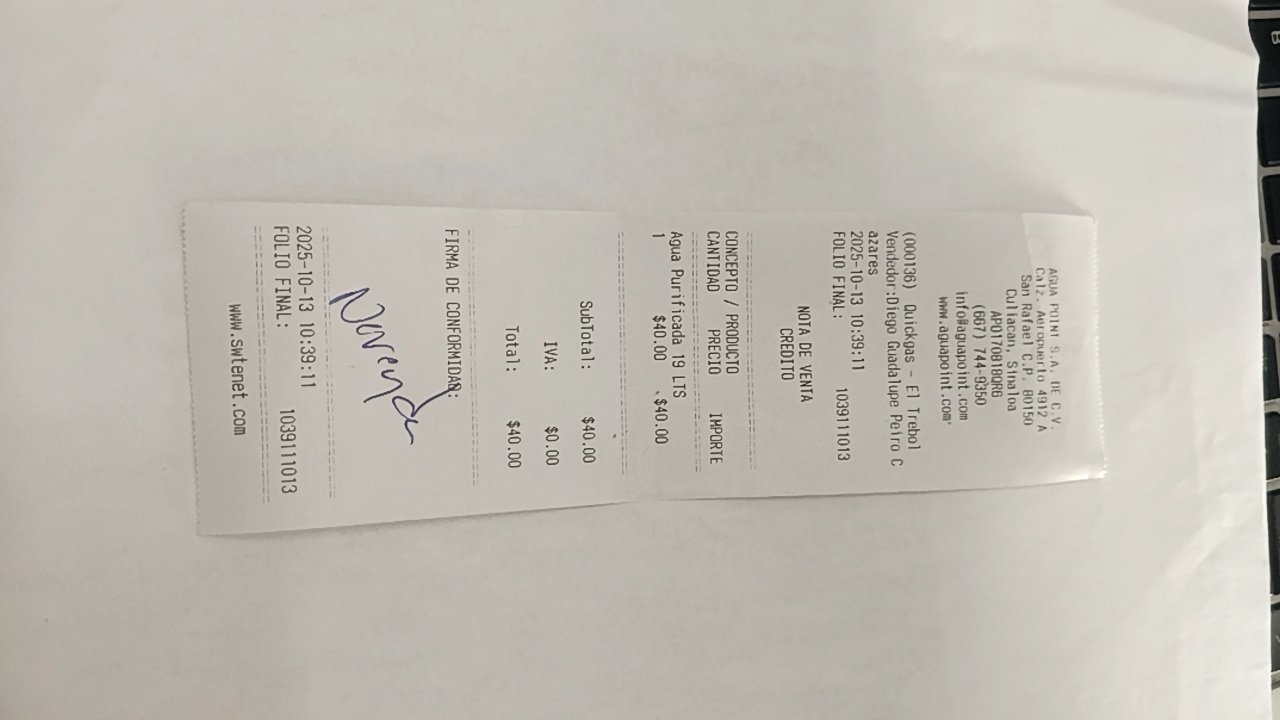 AGUA POINT S.A. DE C.V.
Calz. Aeropuerto 4912 A
San Rafael C.P. 80150
Culiacan, Sinaloa
APO170818QR6
(667) 744-9350
info@aguapoint.com
www.aguapoint.com
(000136) Quickgas - El Trebol
Vendedor:Diego Guadalupe Peiro C
azares
2025-10-13 10:39:11
FOLIO FINAL: 1039111013
NOTA DE VENTA
CREDITO
CONCEPTO / PRODUCTO
CANTIDAD PRECIO IMPORTE
Agua Purificada 19 LTS
1 $40.00 $40.00
SubTotal: $40.00
IVA: $0.00
Total: $40.00
FIRMA DE CONFORMIDAD:
2025-10-13 10:39:11
FOLIO FINAL: 1039111013
www.swtenet.com